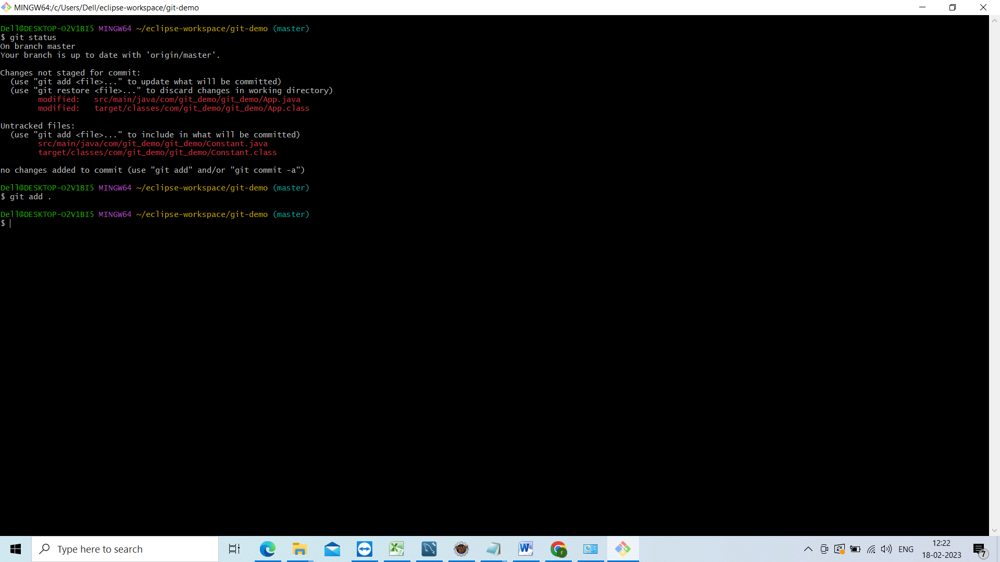 MINGW64:/c/Users/Dell/eclipse-workspace/git-demo
Dell@DESKTOP-O2V1BI5 MINGW64 ~/eclipse-workspace/git-demo (master)
$ git status
On branch master
Your branch is up to date with 'origin/master'.
Changes not staged for commit:
(use "git add <file>..." to update what will be committed)
(use "git restore <file>..." to discard changes in working directory)
modified:   src/main/java/com/git_demo/git_demo/App.java
modified:   target/classes/com/git_demo/git_demo/App.class
Untracked files:
(use "git add <file>..." to include in what will be committed)
src/main/java/com/git_demo/git_demo/Constant.java
target/classes/com/git_demo/git_demo/Constant.class
no changes added to commit (use "git add" and/or "git commit -a")
Dell@DESKTOP-O2V1BI5 MINGW64 ~/eclipse-workspace/git-demo (master)
$ git add .
Dell@DESKTOP-O2V1BI5 MINGW64 ~/eclipse-workspace/git-demo (master)
$
Type here to search
ENG
12:22
18-02-2023
7